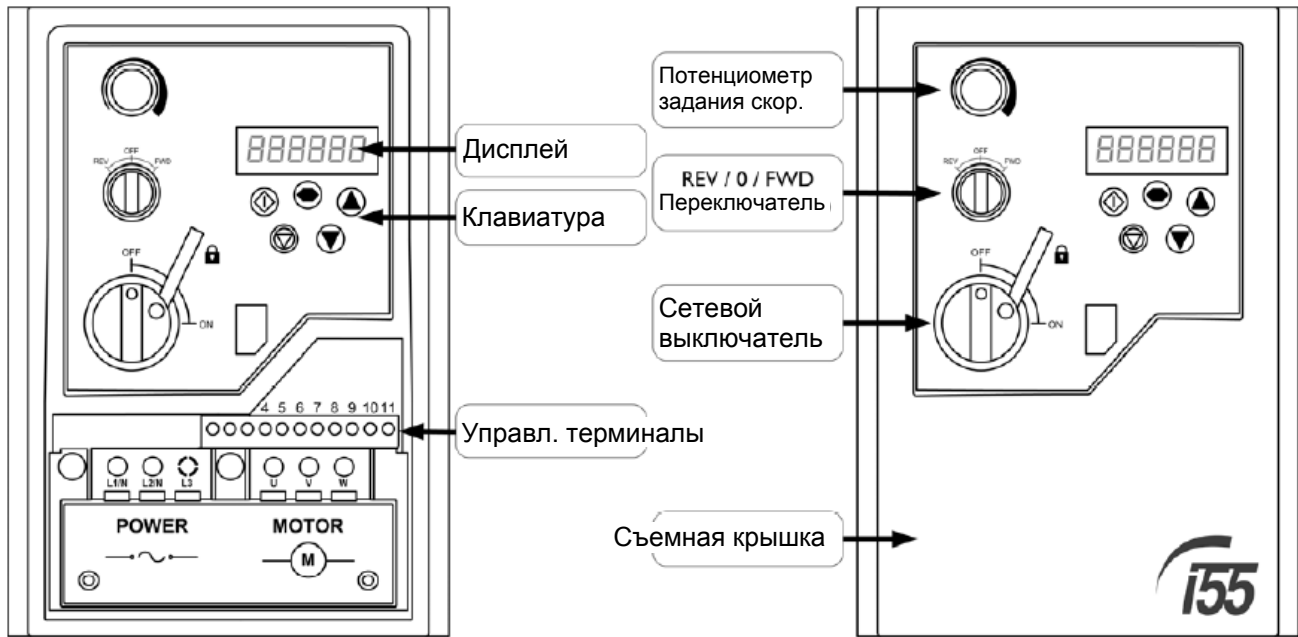 OFF
REV
FWD
OFF
ON
4 5 6 7 8 9 10 11
L1/N L2/N L3
U V W
POWER
MOTOR
M
Дисплей
Клавиатура
Управл. терминалы
Потенциометр
задания скор.
REV / 0 / FWD
Переключатель
Сетевой
выключатель
Съемная крышка
OFF
REV
FWD
OFF
ON
i55